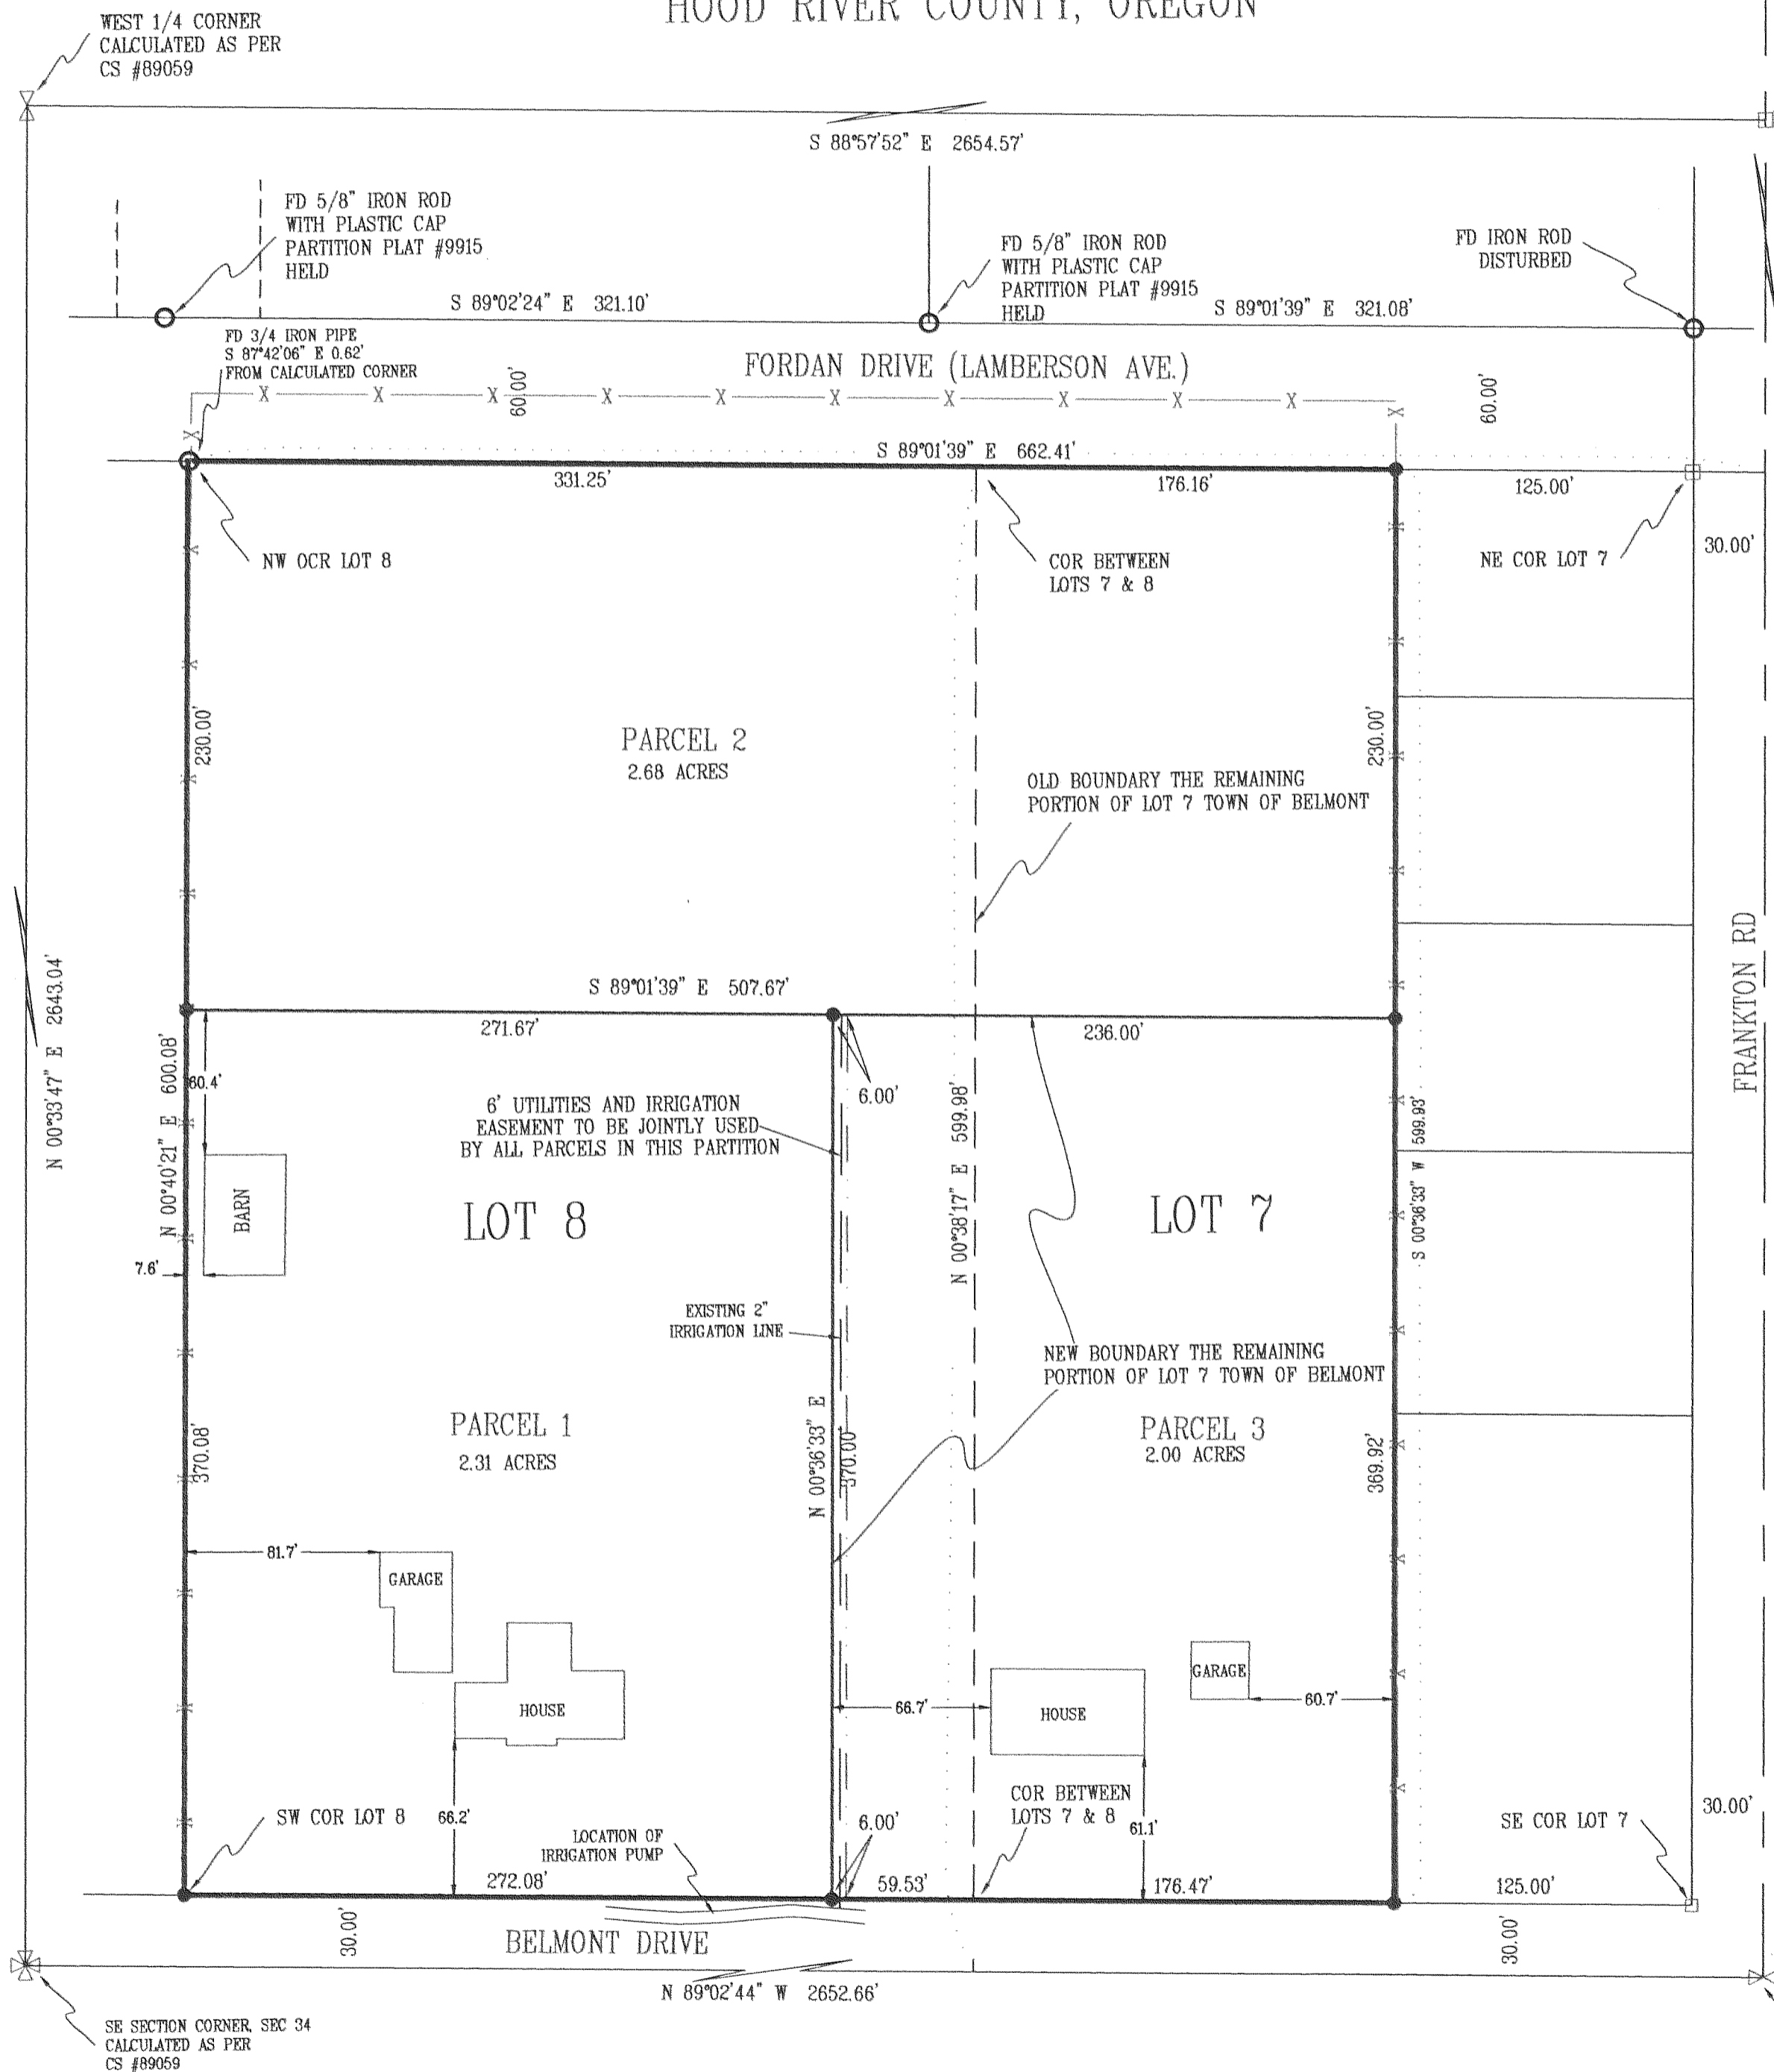 HOOD RIVER COUNTY, OREGON
WEST 1/4 CORNER
CALCULATED AS PER
CS #89059
S 88°57'52" E 2654.57'
FD 5/8" IRON ROD
WITH PLASTIC CAP
PARTITION PLAT #9915
HELD
FD 5/8" IRON ROD
WITH PLASTIC CAP
PARTITION PLAT #9915
HELD
FD IRON ROD
DISTURBED
S 89°02'24" E 321.10'
S 89°01'39" E 321.08'
FD 3/4 IRON PIPE
S 87°42'06" E 0.62'
FROM CALCULATED CORNER
FORDAN DRIVE (LAMBERSON AVE.)
60.00'
60.00'
S 89°01'39" E 662.41'
331.25'
176.16'
125.00'
NW OCR LOT 8
COR BETWEEN
LOTS 7 & 8
NE COR LOT 7
30.00'
230.00'
PARCEL 2
2.68 ACRES
230.00'
OLD BOUNDARY THE REMAINING
PORTION OF LOT 7 TOWN OF BELMONT
FRANKTON RD
N 00°33'47" E 2643.04'
S 89°01'39" E 507.67'
271.67'
236.00'
N 00°40'21" E 600.08'
60.4'
6.00'
6' UTILITIES AND IRRIGATION
EASEMENT TO BE JOINTLY USED
BY ALL PARCELS IN THIS PARTITION
N 00°38'17" E 599.98'
S 00°36'33" W 599.93'
BARN
LOT 8
LOT 7
7.6'
EXISTING 2"
IRRIGATION LINE
NEW BOUNDARY THE REMAINING
PORTION OF LOT 7 TOWN OF BELMONT
370.08'
PARCEL 1
2.31 ACRES
N 00°36'33" E
370.00'
PARCEL 3
2.00 ACRES
369.92'
81.7'
GARAGE
HOUSE
66.7'
HOUSE
GARAGE
60.7'
SW COR LOT 8
66.2'
LOCATION OF
IRRIGATION PUMP
6.00'
COR BETWEEN
LOTS 7 & 8
61.1'
SE COR LOT 7
30.00'
272.08'
59.53'
176.47'
125.00'
30.00'
BELMONT DRIVE
30.00'
N 89°02'44" W 2652.66'
SE SECTION CORNER, SEC 34
CALCULATED AS PER
CS #89059